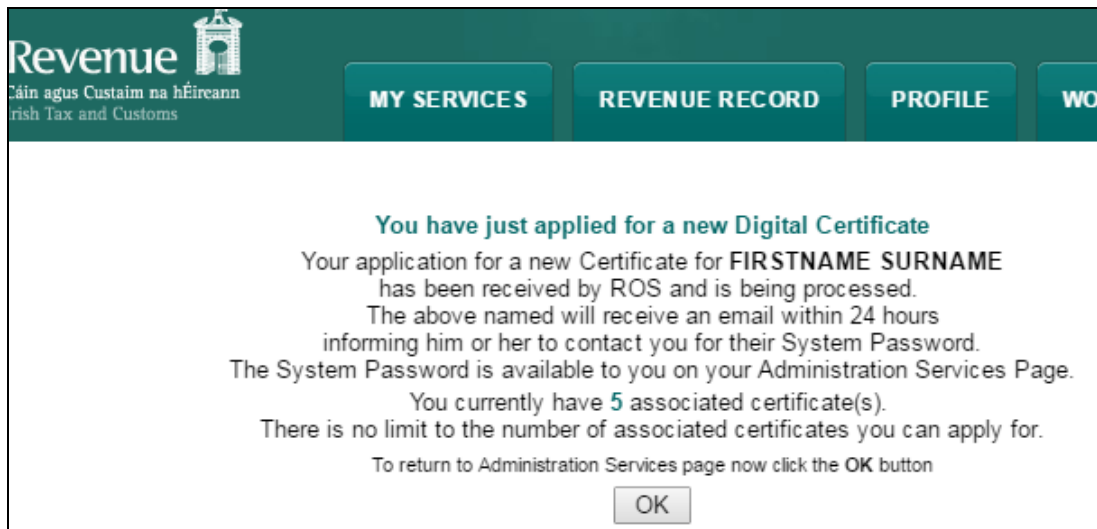 Revenue
Cáin agus Custaim na hÉireann
Irish Tax and Customs
MY SERVICES
REVENUE RECORD
PROFILE
WO
You have just applied for a new Digital Certificate
Your application for a new Certificate for FIRSTNAME SURNAME
has been received by ROS and is being processed.
The above named will receive an email within 24 hours
informing him or her to contact you for their System Password.
The System Password is available to you on your Administration Services Page.
You currently have 5 associated certificate(s).
There is no limit to the number of associated certificates you can apply for.
To return to Administration Services page now click the OK button
OK